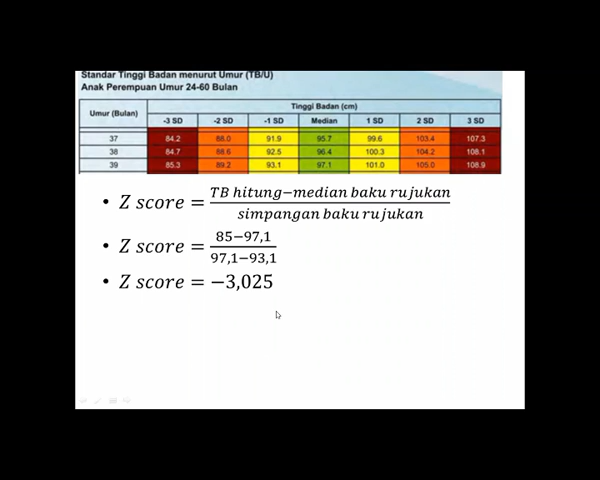 Standar Tinggi Badan menurut Umur (TB/U)
Anak Perempuan Umur 24-60 Bulan
Umur (Bulan) Tinggi Badan (cm)
-3 SD -2 SD -1 SD Median 1 SD 2 SD 3 SD
37 84.2 88.0 91.9 95.7 99.6 103.4 107.3
38 84.7 88.6 92.5 96.4 100.3 104.2 108.1
39 85.3 89.2 93.1 97.1 101.0 105.0 108.9
• Z score = TB hitung−median baku rujukan / simpangan baku rujukan
• Z score = 85−97,1 / 97,1−93,1
• Z score = −3,025